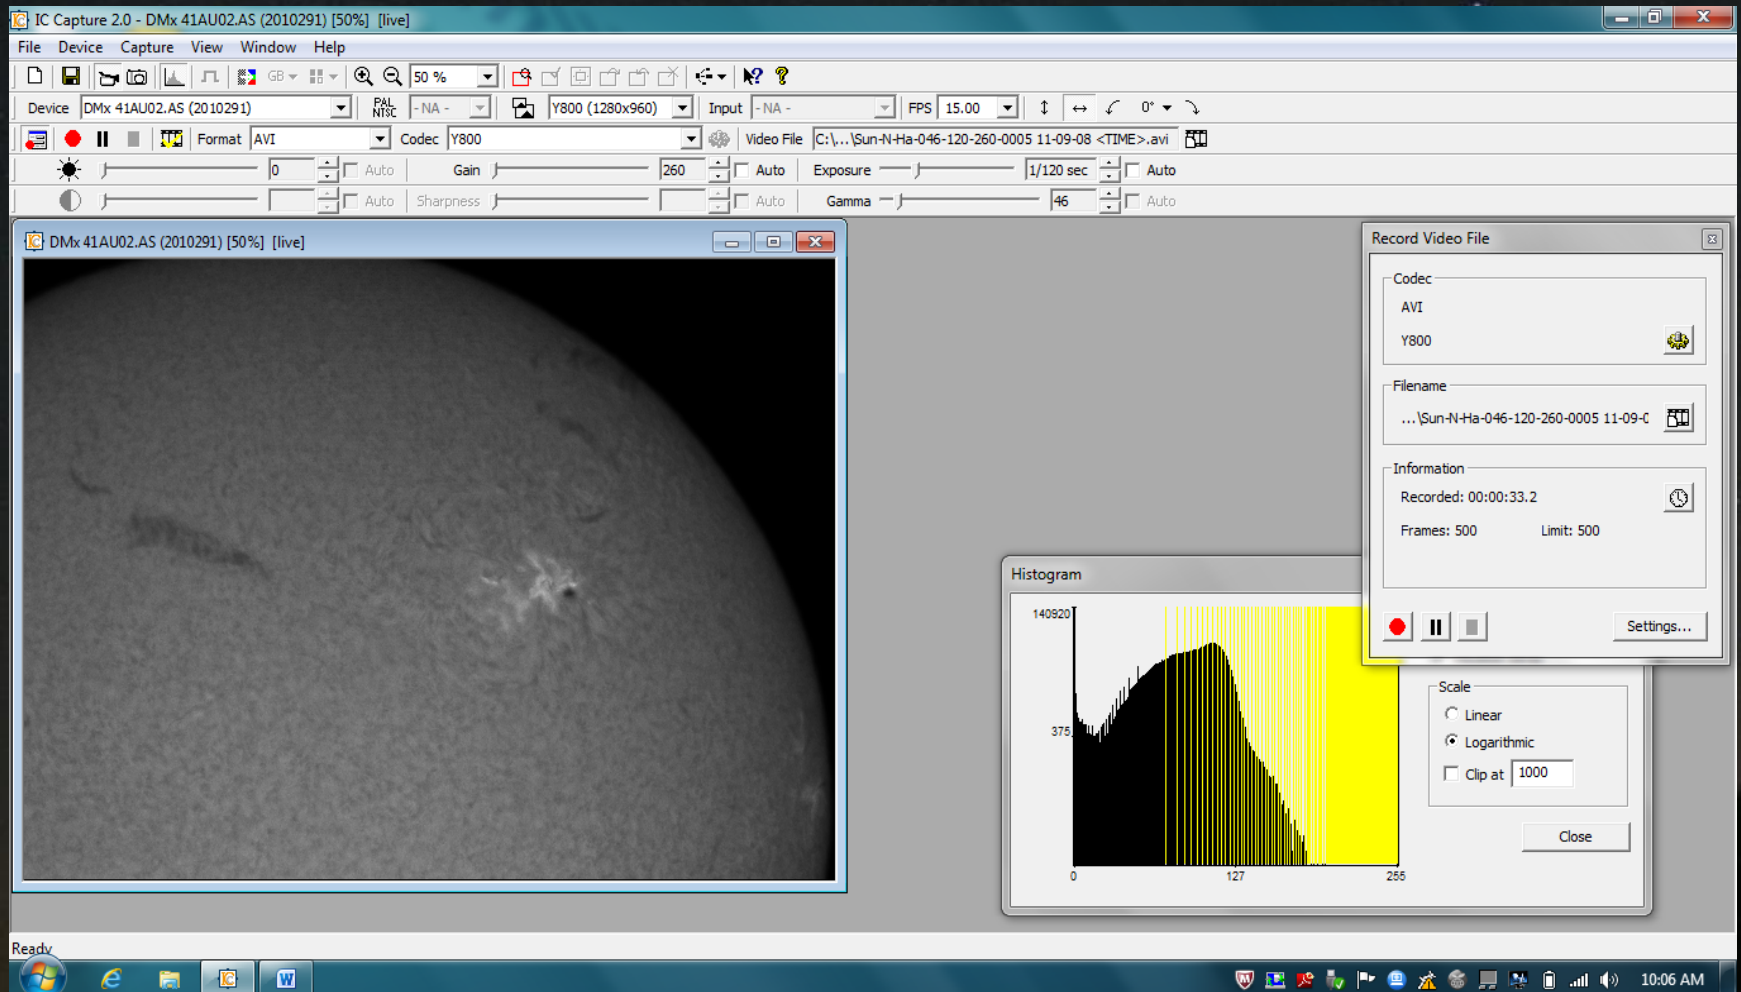 IC Capture 2.0 - DMx 41AU02.AS (2010291) [50%] [live]
File Device Capture View Window Help
GB 50 %
Device DMx 41AU02.AS (2010291) PAL NTSC - NA - Y800 (1280x960) Input - NA - FPS 15.00 0°
Format AVI Codec Y800 Video File C:\...\Sun-N-Ha-046-120-260-0005 11-09-08 <TIME>.avi
0 Auto Gain 260 Auto Exposure 1/120 sec Auto
Auto Sharpness Auto Gamma 46 Auto
DMx 41AU02.AS (2010291) [50%] [live]
Record Video File
Codec
AVI
Y800
Filename
...\Sun-N-Ha-046-120-260-0005 11-09-0
Information
Recorded: 00:00:33.2
Frames: 500 Limit: 500
Settings...
Histogram
140920
375
0 127 255
Scale
Linear
Logarithmic
Clip at 1000
Close
Ready
10:06 AM